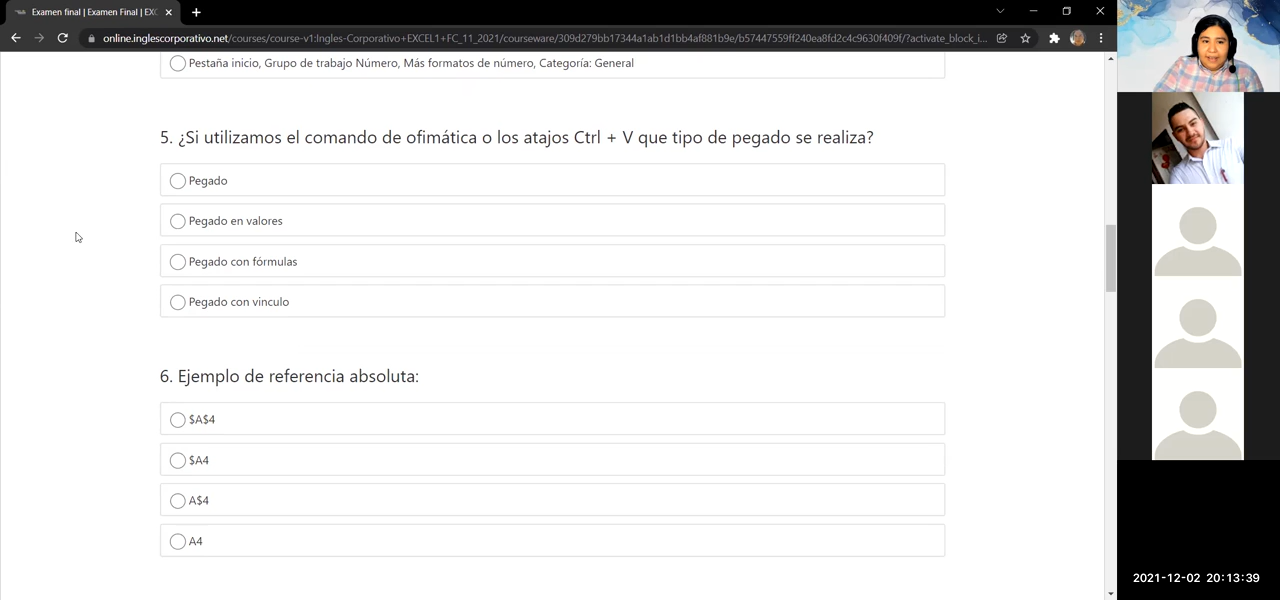 Examen final | Examen Final | EXC
online.inglescorporativo.net/courses/course-v1:Ingles-Corporativo+EXCEL1+FC_11_2021/courseware/309d279bb17344a1ab1d1bb4af881b9e/b57447559ff240ea8fd2c4c9630f409f/?activate_block_i...
Pestaña inicio, Grupo de trabajo Número, Más formatos de número, Categoría: General
5. ¿Si utilizamos el comando de ofimática o los atajos Ctrl + V que tipo de pegado se realiza?
Pegado
Pegado en valores
Pegado con fórmulas
Pegado con vinculo
6. Ejemplo de referencia absoluta:
$A$4
$A4
A$4
A4
2021-12-02 20:13:39